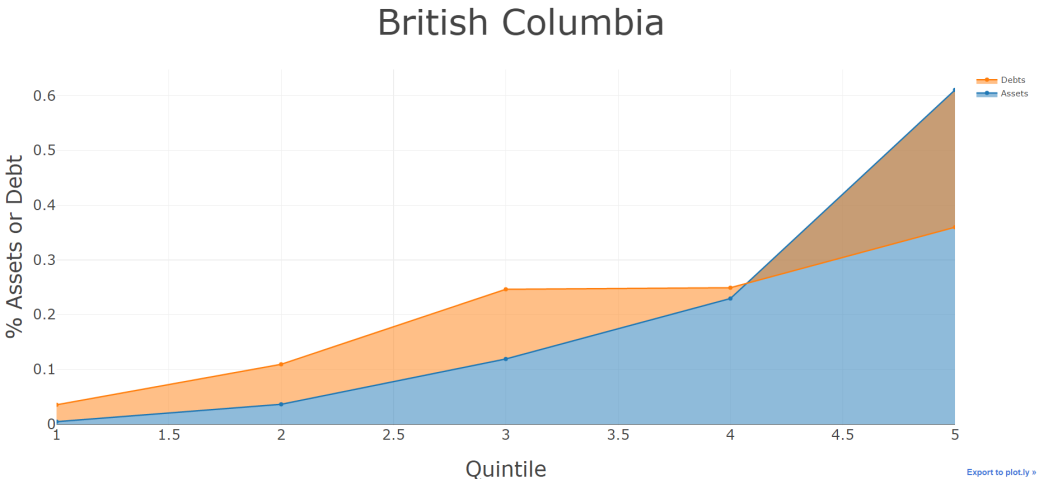 British Columbia
Debts
Assets
% Assets or Debt
0.6
0.5
0.4
0.3
0.2
0.1
0
1
1.5
2
2.5
3
3.5
4
4.5
5
Quintile
Export to plot.ly »